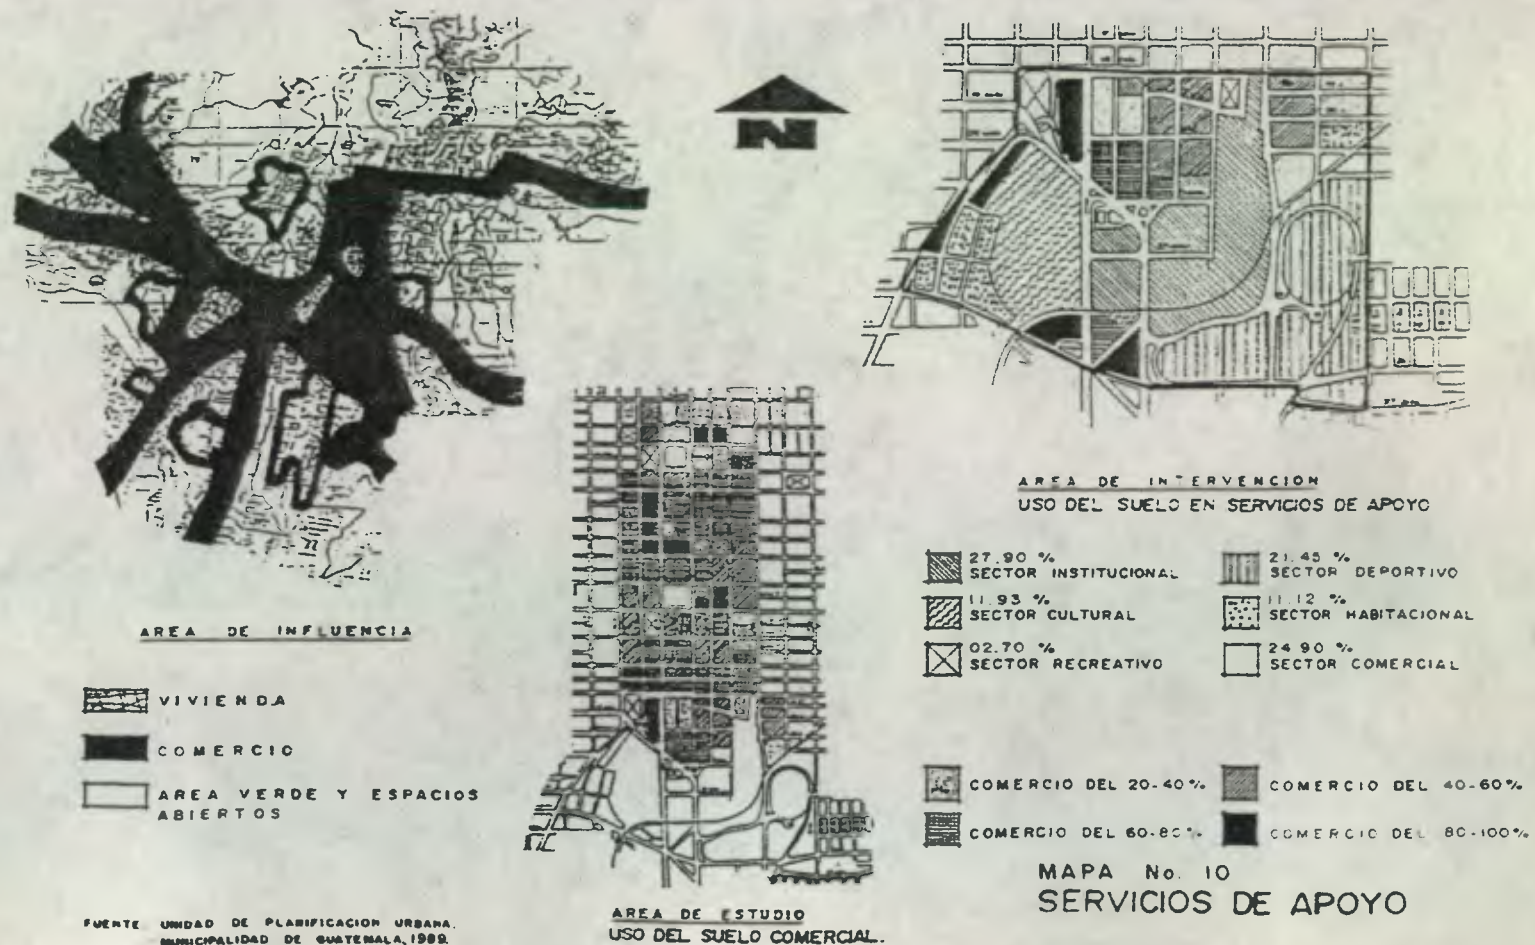 N
AREA DE INFLUENCIA
VIVIENDA
COMERCIO
AREA VERDE Y ESPACIOS
ABIERTOS
FUENTE UNIDAD DE PLANIFICACION URBANA.
MUNICIPALIDAD DE GUATEMALA, 1989.
AREA DE ESTUDIO
USO DEL SUELO COMERCIAL.
AREA DE INTERVENCION
USO DEL SUELO EN SERVICIOS DE APOYO
27.90 %
SECTOR INSTITUCIONAL
21.45 %
SECTOR DEPORTIVO
11.93 %
SECTOR CULTURAL
11.12 %
SECTOR HABITACIONAL
02.70 %
SECTOR RECREATIVO
24 90 %
SECTOR COMERCIAL
COMERCIO DEL 20-40%
COMERCIO DEL 40-60%
COMERCIO DEL 60-80%
COMERCIO DEL 80-100%
MAPA No. 10
SERVICIOS DE APOYO